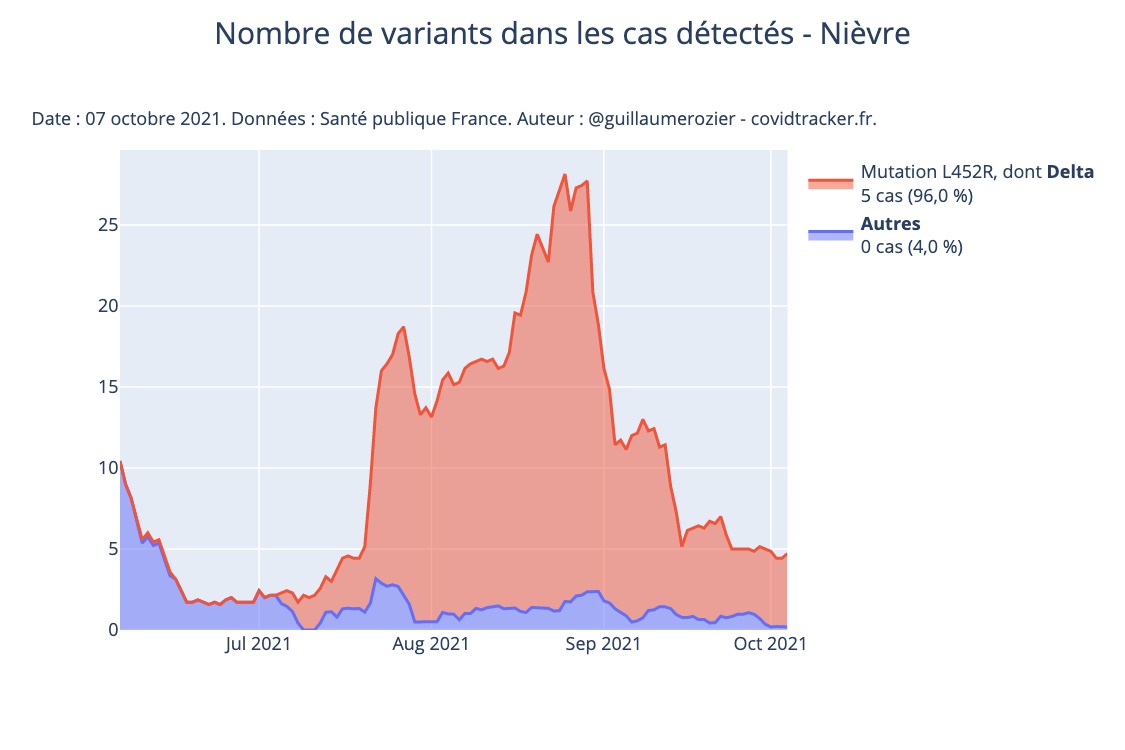 Nombre de variants dans les cas détectés - Nièvre
Date : 07 octobre 2021. Données : Santé publique France. Auteur : @guillaumerozier - covidtracker.fr.
Mutation L452R, dont Delta
5 cas (96,0 %)
Autres
0 cas (4,0 %)
25
20
15
10
5
0
Jul 2021 Aug 2021 Sep 2021 Oct 2021